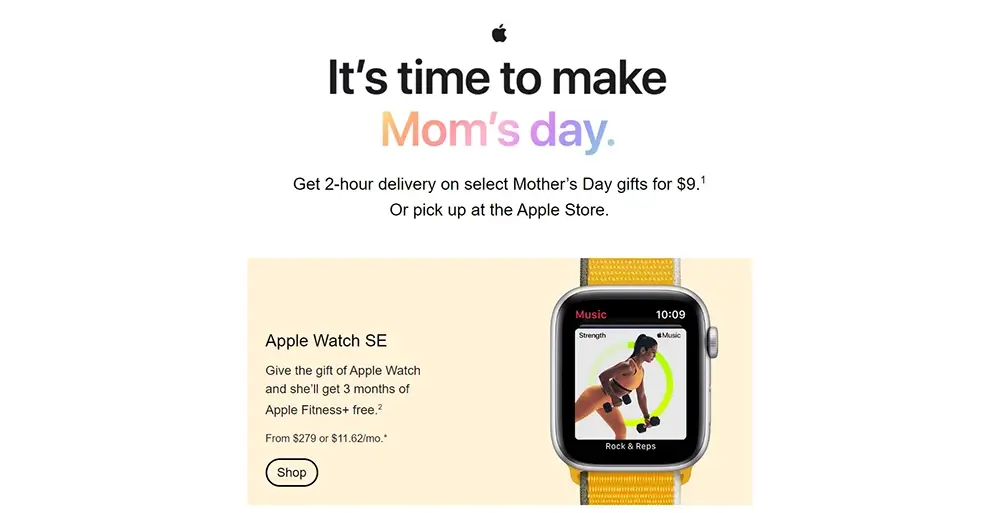 It's time to make
Mom's day.
Get 2-hour delivery on select Mother's Day gifts for $9.¹
Or pick up at the Apple Store.
Apple Watch SE
Give the gift of Apple Watch
and she'll get 3 months of
Apple Fitness+ free.²
From $279 or $11.62/mo.*
Shop
Music 10:09
Strength Music
Rock & Reps